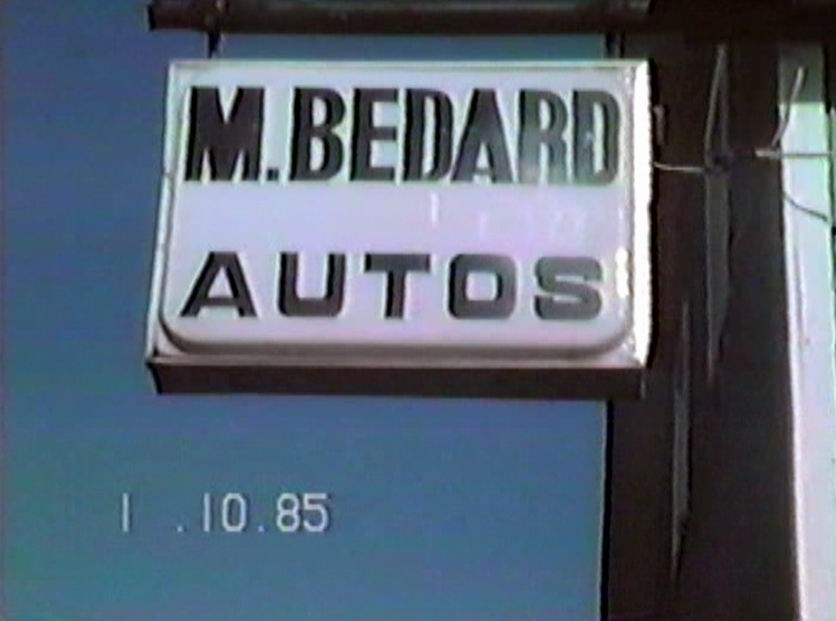 M. BEDARD
AUTOS
1 .10.85